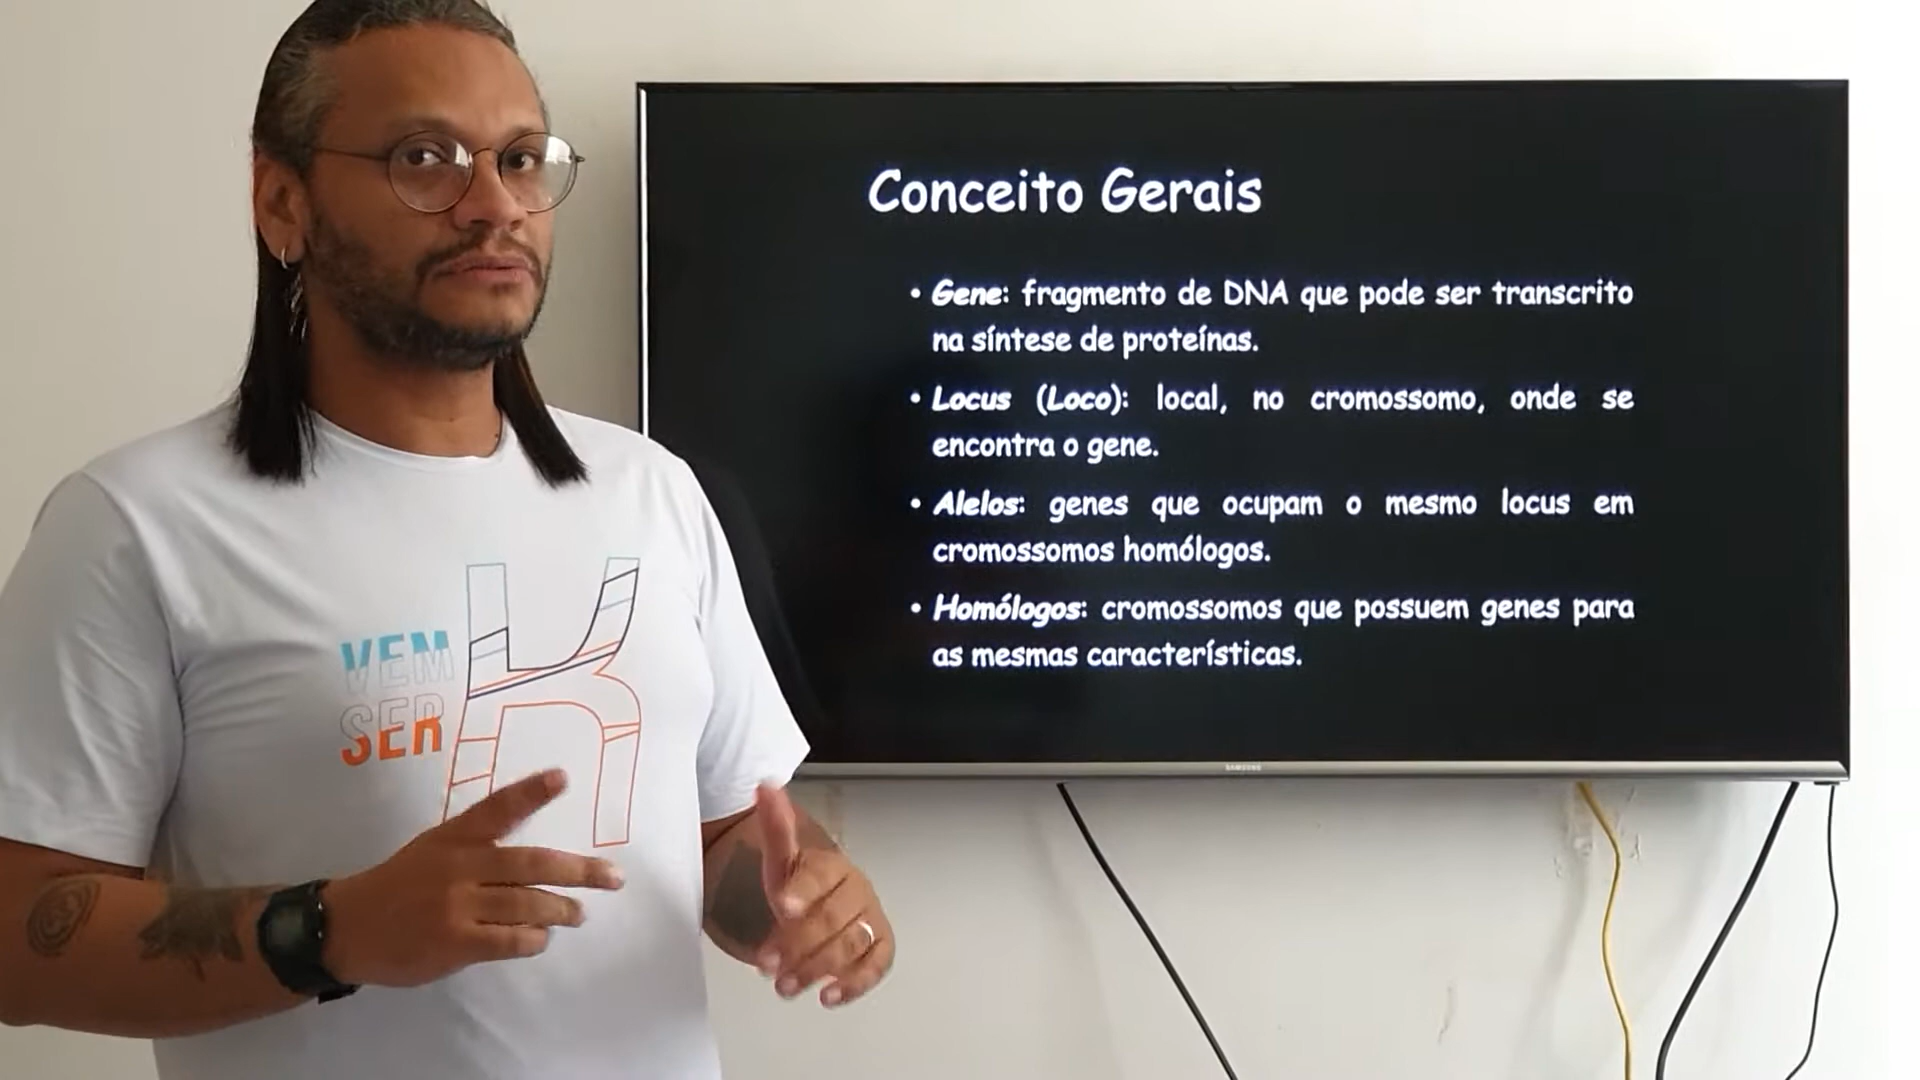 Conceito Gerais
• Gene: fragmento de DNA que pode ser transcrito
na síntese de proteínas.
• Locus (Loco): local, no cromossomo, onde se
encontra o gene.
• Alelos: genes que ocupam o mesmo locus em
cromossomos homólogos.
• Homólogos: cromossomos que possuem genes para
as mesmas características.
VEM
SER
SAMSUNG